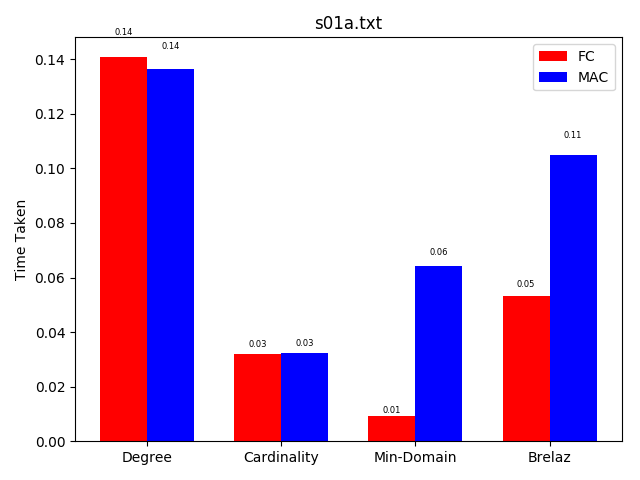 s01a.txt
Time Taken
0.14
0.12
0.10
0.08
0.06
0.04
0.02
0.00
0.14
0.14
0.03
0.03
0.01
0.06
0.05
0.11
FC
MAC
Degree
Cardinality
Min-Domain
Brelaz